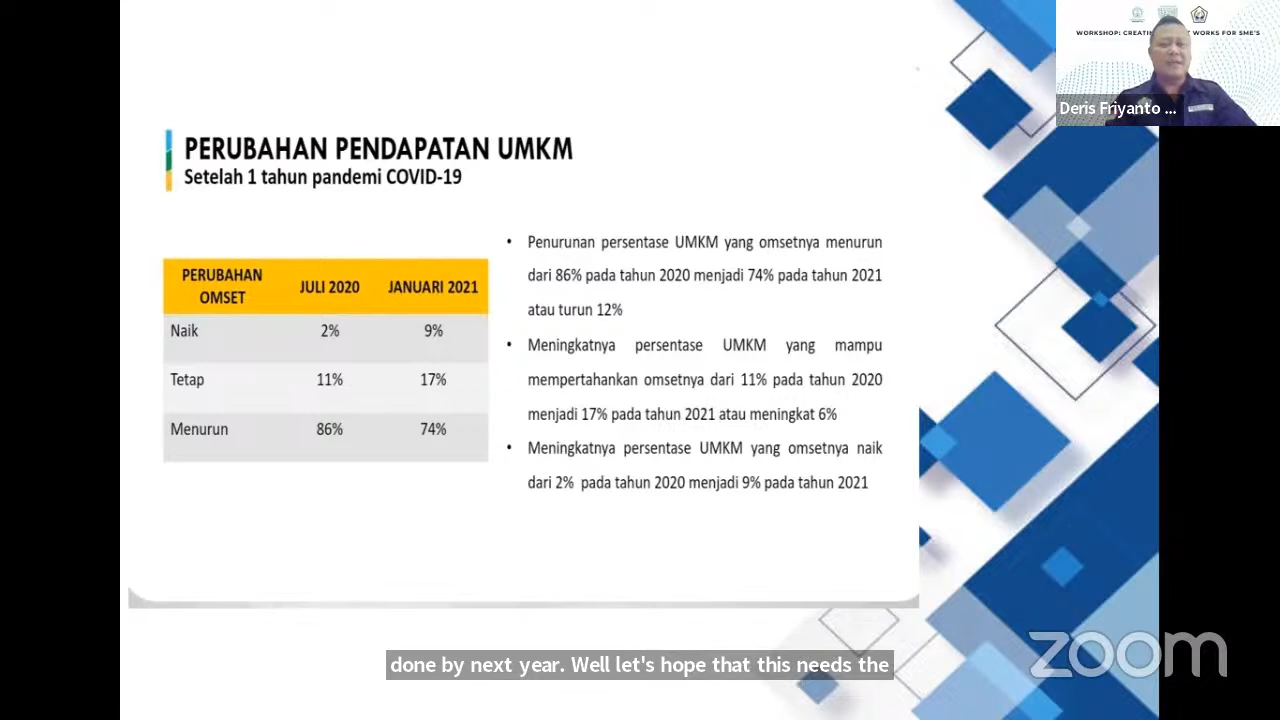 WORKSHOP: WORKS FOR SME'S
Deris Friyanto ...
PERUBAHAN PENDAPATAN UMKM
Setelah 1 tahun pandemi COVID-19
PERUBAHAN OMSET JULI 2020 JANUARI 2021
Naik 2% 9%
Tetap 11% 17%
Menurun 86% 74%
• Penurunan persentase UMKM yang omsetnya menurun
dari 86% pada tahun 2020 menjadi 74% pada tahun 2021
atau turun 12%
• Meningkatnya persentase UMKM yang mampu
mempertahankan omsetnya dari 11% pada tahun 2020
menjadi 17% pada tahun 2021 atau meningkat 6%
• Meningkatnya persentase UMKM yang omsetnya naik
dari 2% pada tahun 2020 menjadi 9% pada tahun 2021
done by next year. Well let's hope that this needs the
zoom